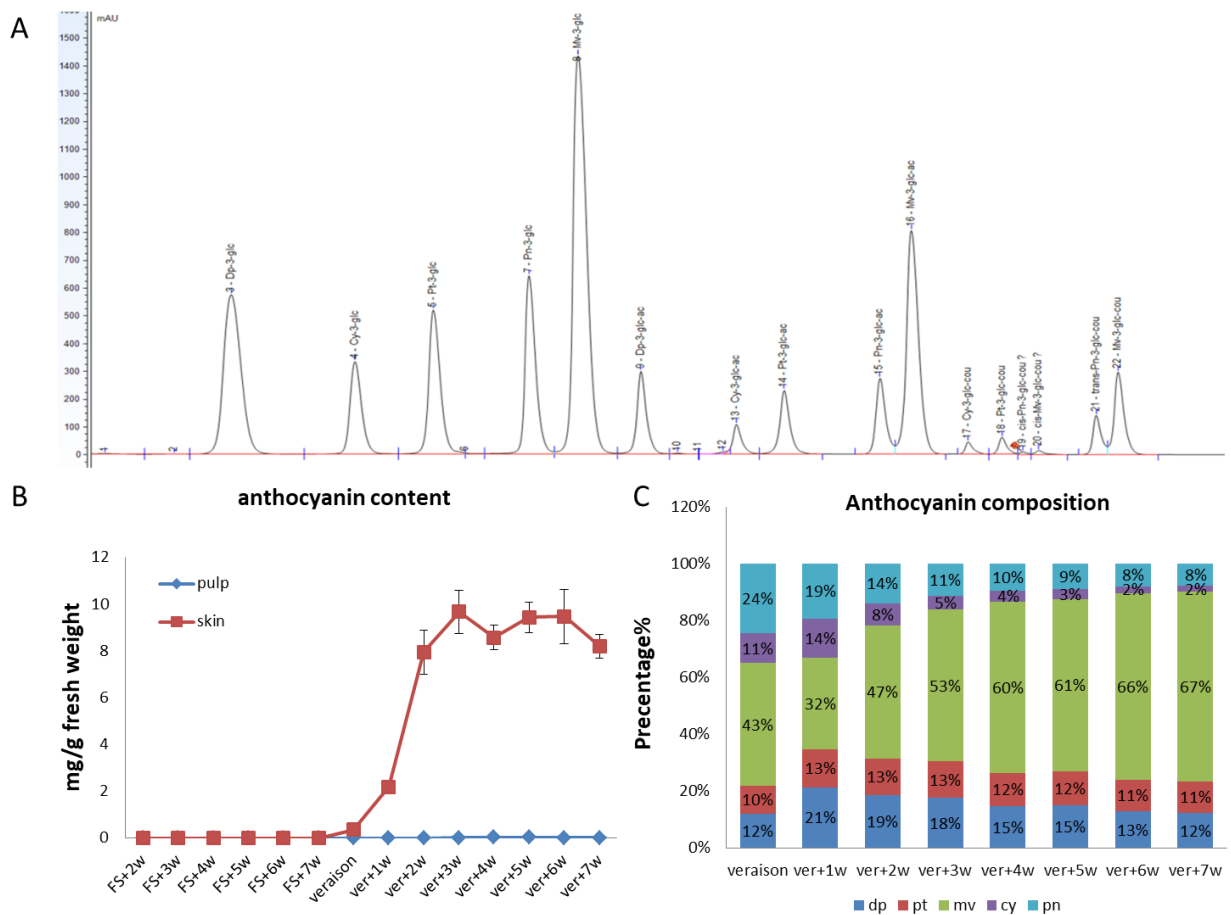 A
mAU
1600
1500
1400
1300
1200
1100
1000
900
800
700
600
500
400
300
200
100
0
1
2
3 - Dp-3-glc
4 - Cy-3-glc
5 - Pt-3-glc
6
7 - Pn-3-glc
8 - Mv-3-glc
9 - Dp-3-glc-ac
10
11
12
13 - Cy-3-glc-ac
14 - Pt-3-glc-ac
15 - Pn-3-glc-ac
16 - Mv-3-glc-ac
17 - Cy-3-glc-cou
18 - Pt-3-glc-cou
19 - cis-Pn-3-glc-cou ?
20 - cis-Mv-3-glc-cou ?
21 - trans-Pn-3-glc-cou
22 - Mv-3-glc-cou
B
anthocyanin content
mg/g fresh weight
12
10
8
6
4
2
0
pulp
skin
FS+2w
FS+3w
FS+4w
FS+5w
FS+6w
FS+7w
veraison
ver+1w
ver+2w
ver+3w
ver+4w
ver+5w
ver+6w
ver+7w
C
Anthocyanin composition
Precentage%
120%
100%
80%
60%
40%
20%
0%
24% 19% 14% 11% 10% 9% 8% 8%
11% 14% 8% 5% 4% 3% 2% 2%
43% 32% 47% 53% 60% 61% 66% 67%
10% 13% 13% 13% 12% 12% 11% 11%
12% 21% 19% 18% 15% 15% 13% 12%
veraison ver+1w ver+2w ver+3w ver+4w ver+5w ver+6w ver+7w
dp pt mv cy pn